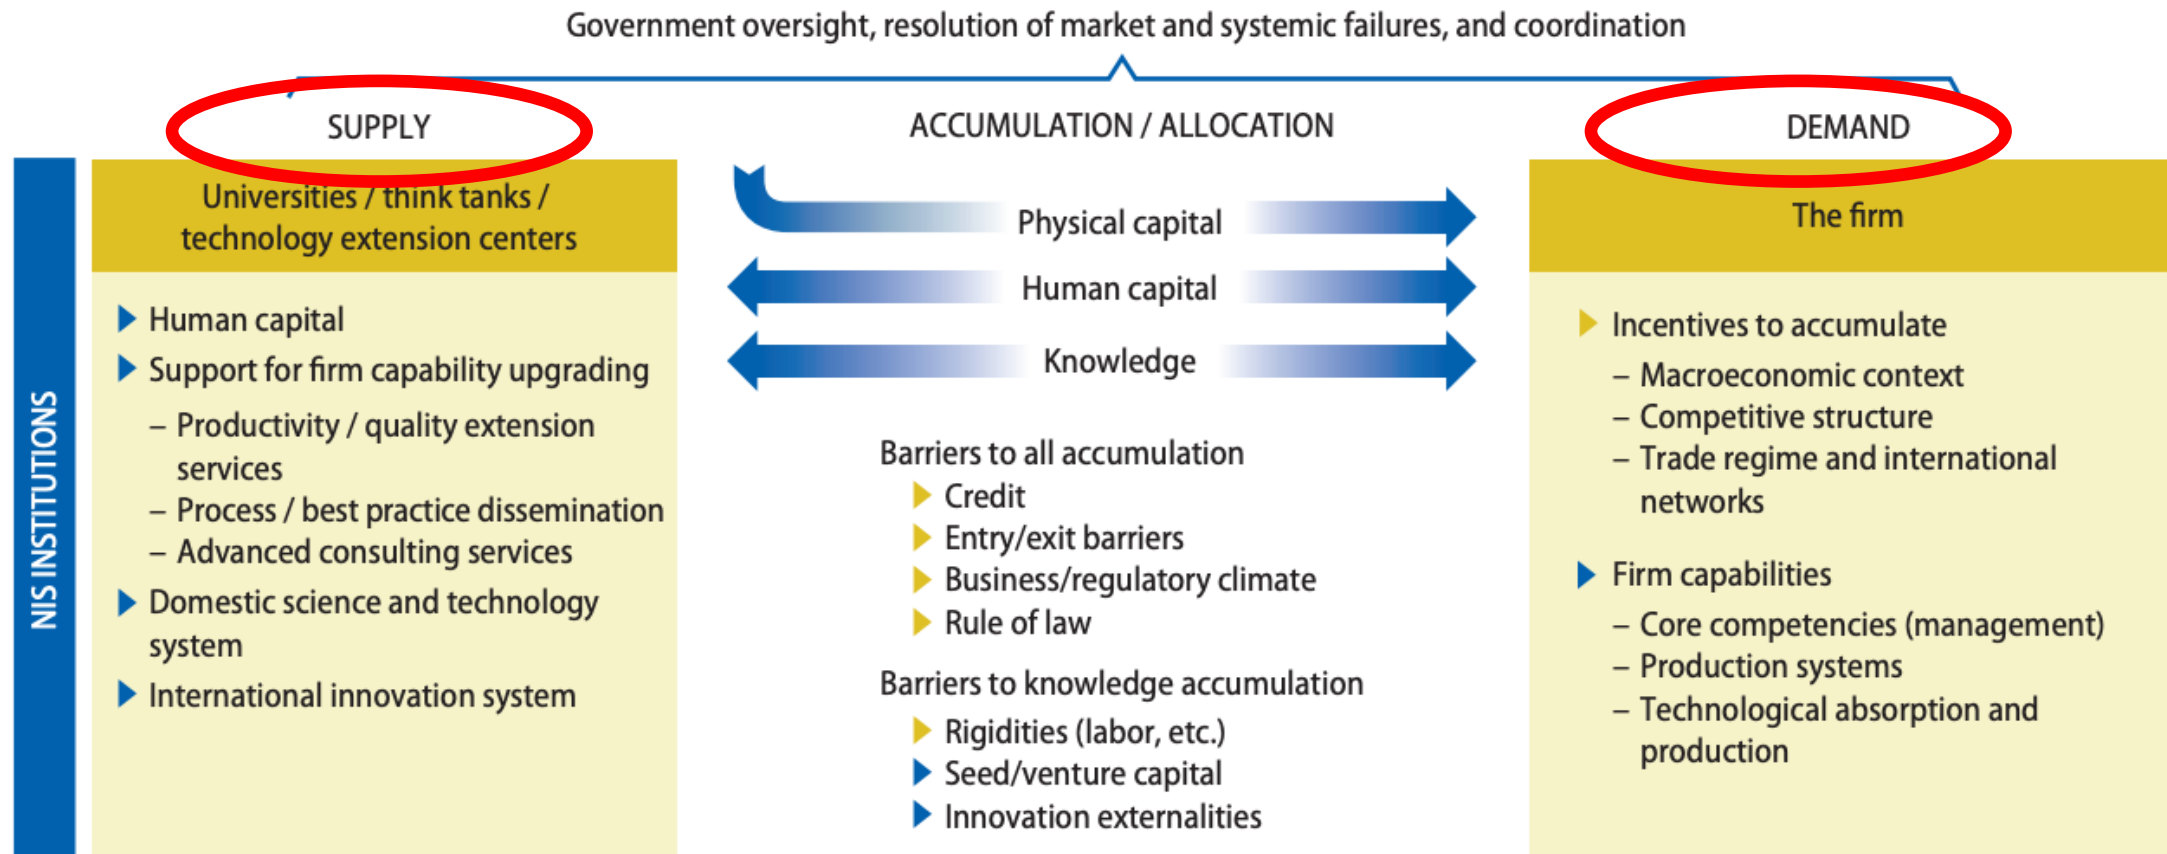 Government oversight, resolution of market and systemic failures, and coordination
SUPPLY
ACCUMULATION / ALLOCATION
DEMAND
NIS INSTITUTIONS
Universities / think tanks /
technology extension centers
Human capital
Support for firm capability upgrading
– Productivity / quality extension
services
– Process / best practice dissemination
– Advanced consulting services
Domestic science and technology
system
International innovation system
Physical capital
Human capital
Knowledge
Barriers to all accumulation
Credit
Entry/exit barriers
Business/regulatory climate
Rule of law
Barriers to knowledge accumulation
Rigidities (labor, etc.)
Seed/venture capital
Innovation externalities
The firm
Incentives to accumulate
– Macroeconomic context
– Competitive structure
– Trade regime and international
networks
Firm capabilities
– Core competencies (management)
– Production systems
– Technological absorption and
production